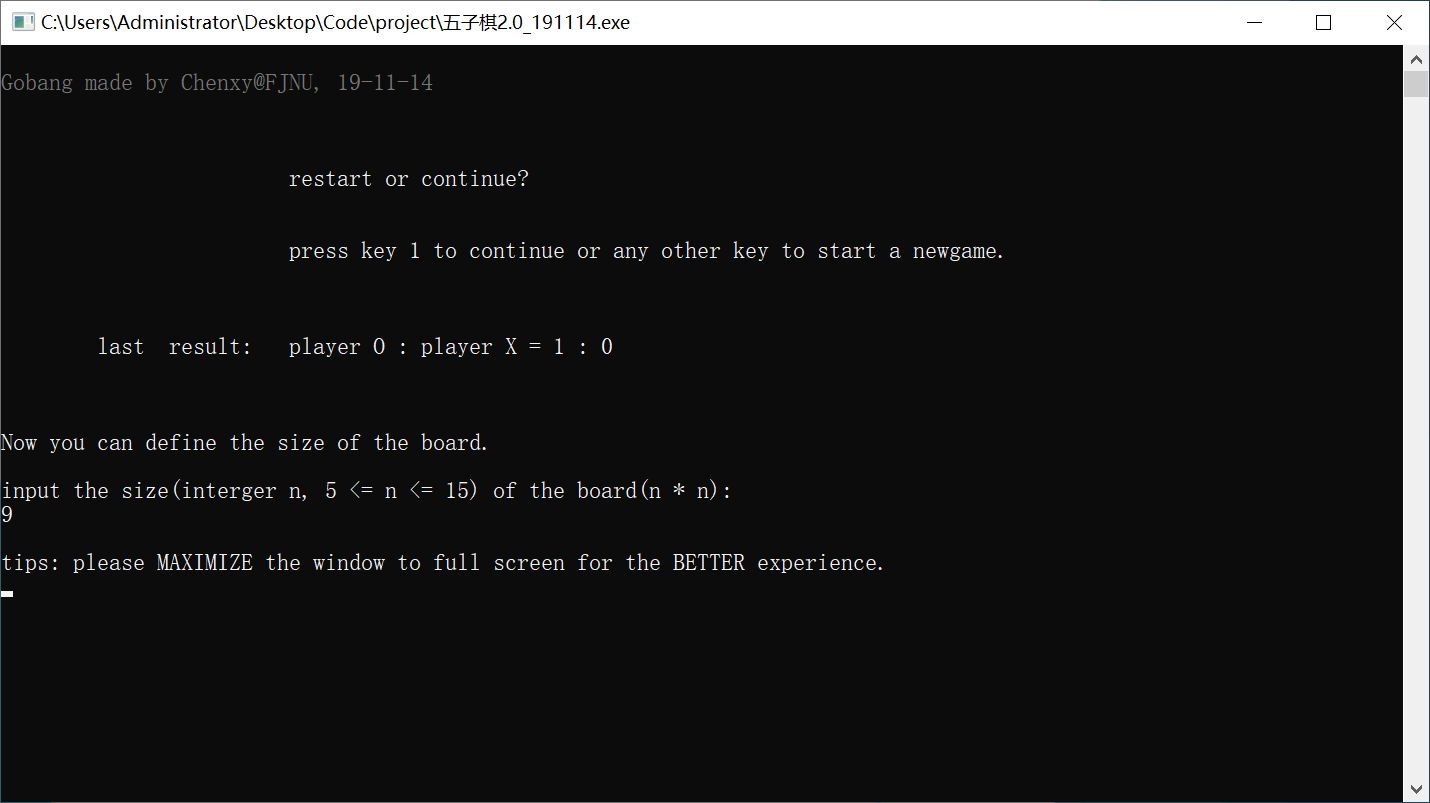 C:\Users\Administrator\Desktop\Code\project\五子棋2.0_191114.exe
Gobang made by Chenxy@FJNU, 19-11-14
restart or continue?
press key 1 to continue or any other key to start a newgame.
last  result:   player O : player X = 1 : 0
Now you can define the size of the board.
input the size(interger n, 5 <= n <= 15) of the board(n * n):
9
tips: please MAXIMIZE the window to full screen for the BETTER experience.